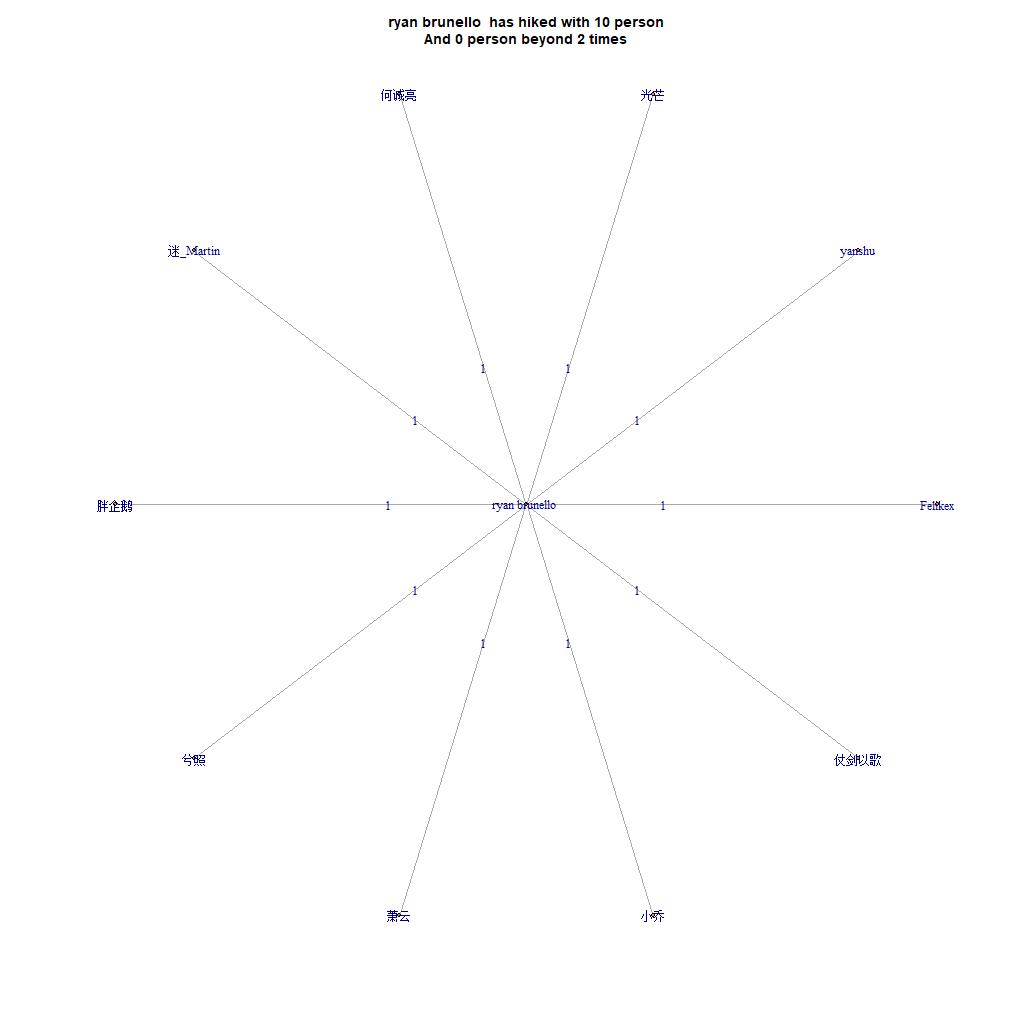 ryan brunello  has hiked with 10 person
And 0 person beyond 2 times
何诚亮
光芒
迷_Martin
yanshu
1
1
1
1
胖企鹅
1
ryan brunello
1
Felfkex
1
1
1
1
兮照
仗剑以歌
萧云
小乔